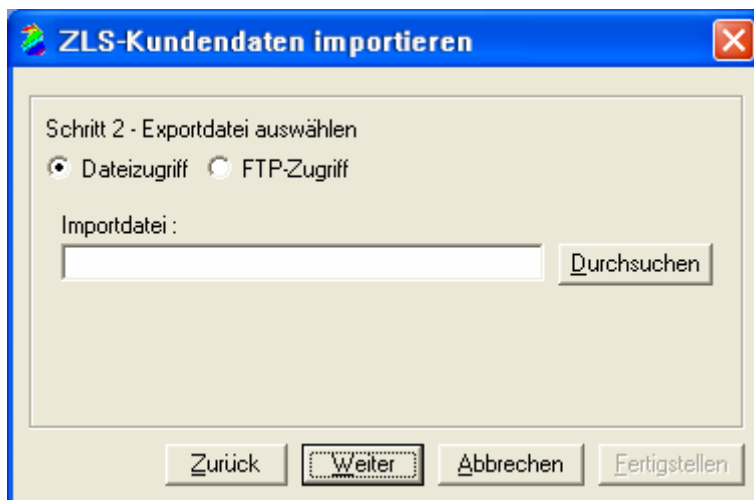 ZLS-Kundendaten importieren
Schritt 2 - Exportdatei auswählen
Dateizugriff FTP-Zugriff
Importdatei :
Durchsuchen
Zurück Weiter Abbrechen Fertigstellen